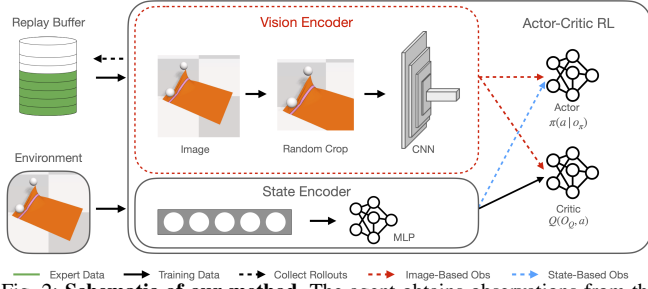 Replay Buffer
Vision Encoder
Actor-Critic RL
Image
Random Crop
CNN
Actor
π(a|oπ)
Environment
State Encoder
MLP
Critic
Q(OQ,a)
Expert Data
Training Data
Collect Rollouts
Image-Based Obs
State-Based Obs
Fig. 2: Schematic of our method. The agent obtains observations from the